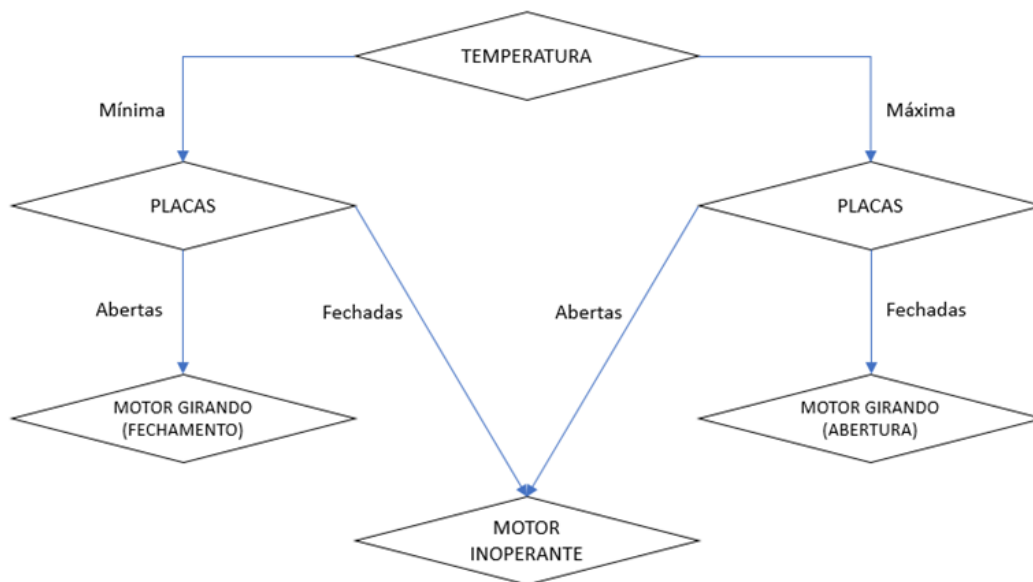 TEMPERATURA
Mínima
Máxima
PLACAS
PLACAS
Abertas
Fechadas
Abertas
Fechadas
MOTOR GIRANDO
(FECHAMENTO)
MOTOR GIRANDO
(ABERTURA)
MOTOR
INOPERANTE